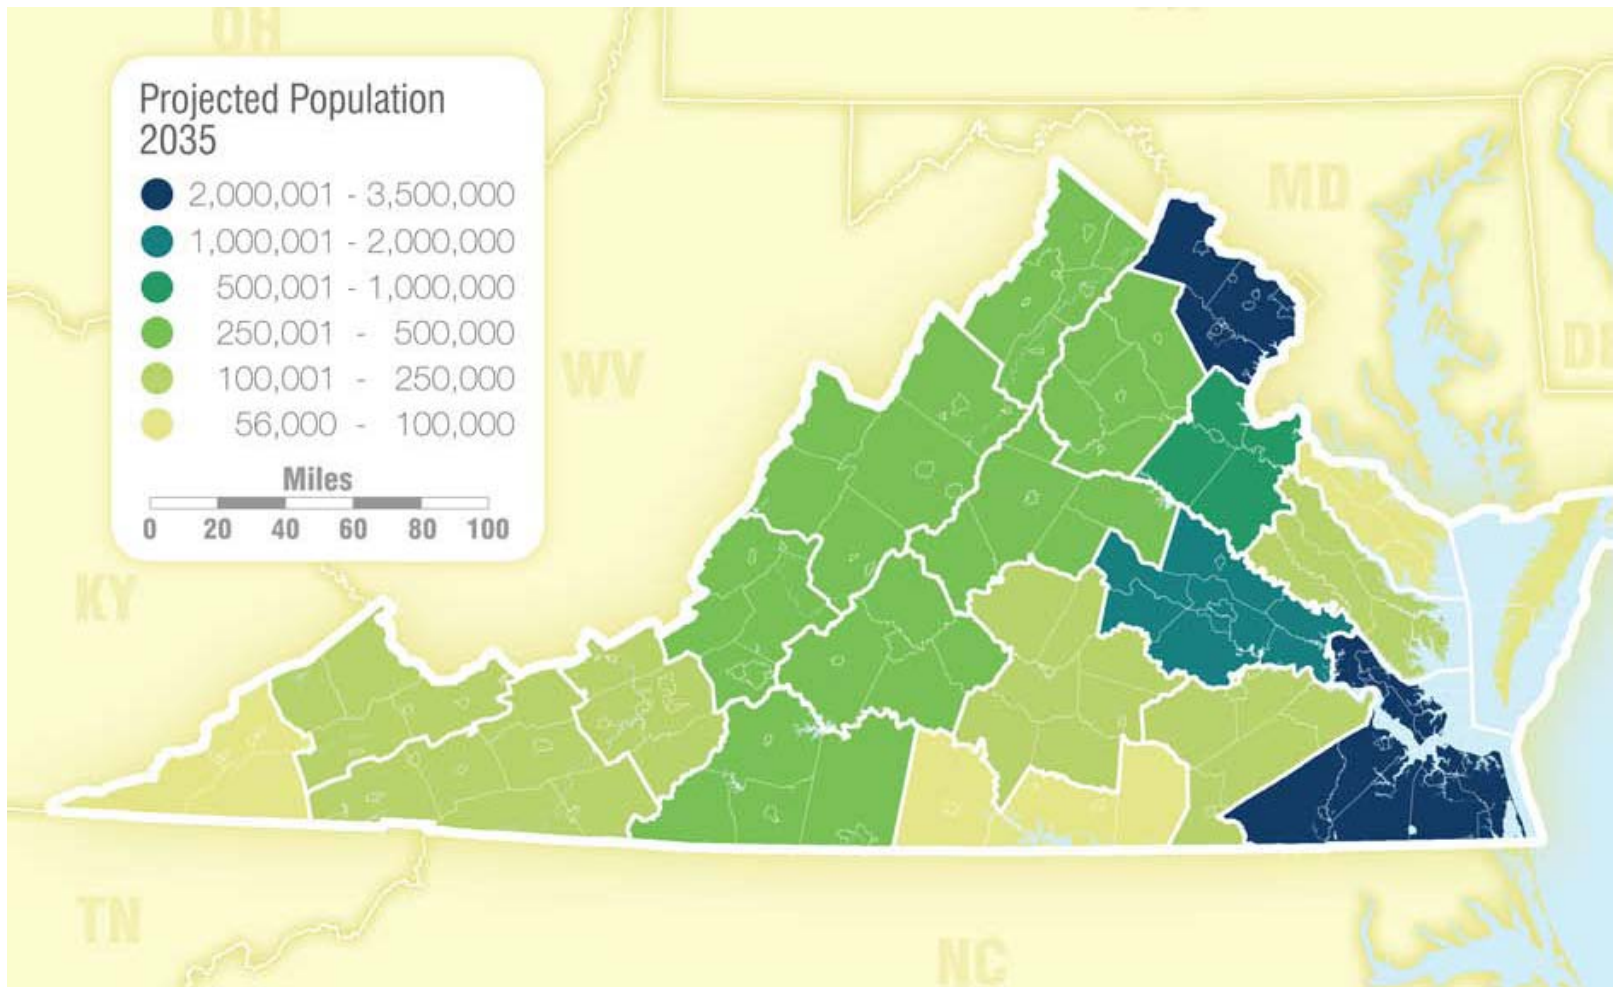 OH
Projected Population
2035
2,000,001 - 3,500,000
1,000,001 - 2,000,000
500,001 - 1,000,000
250,001 - 500,000
100,001 - 250,000
56,000 - 100,000
Miles
0 20 40 60 80 100
MD
WV
KY
TN
NC